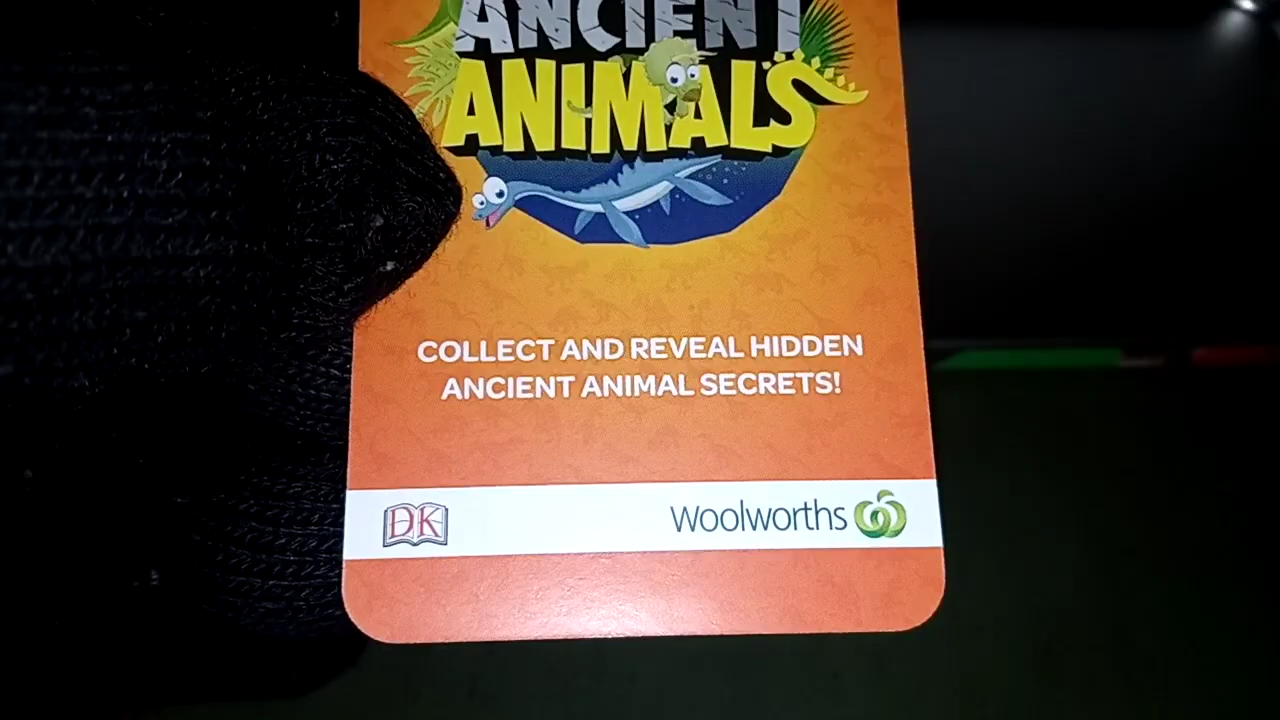 ANCIENT
ANIMALS
COLLECT AND REVEAL HIDDEN
ANCIENT ANIMAL SECRETS!
DK
Woolworths